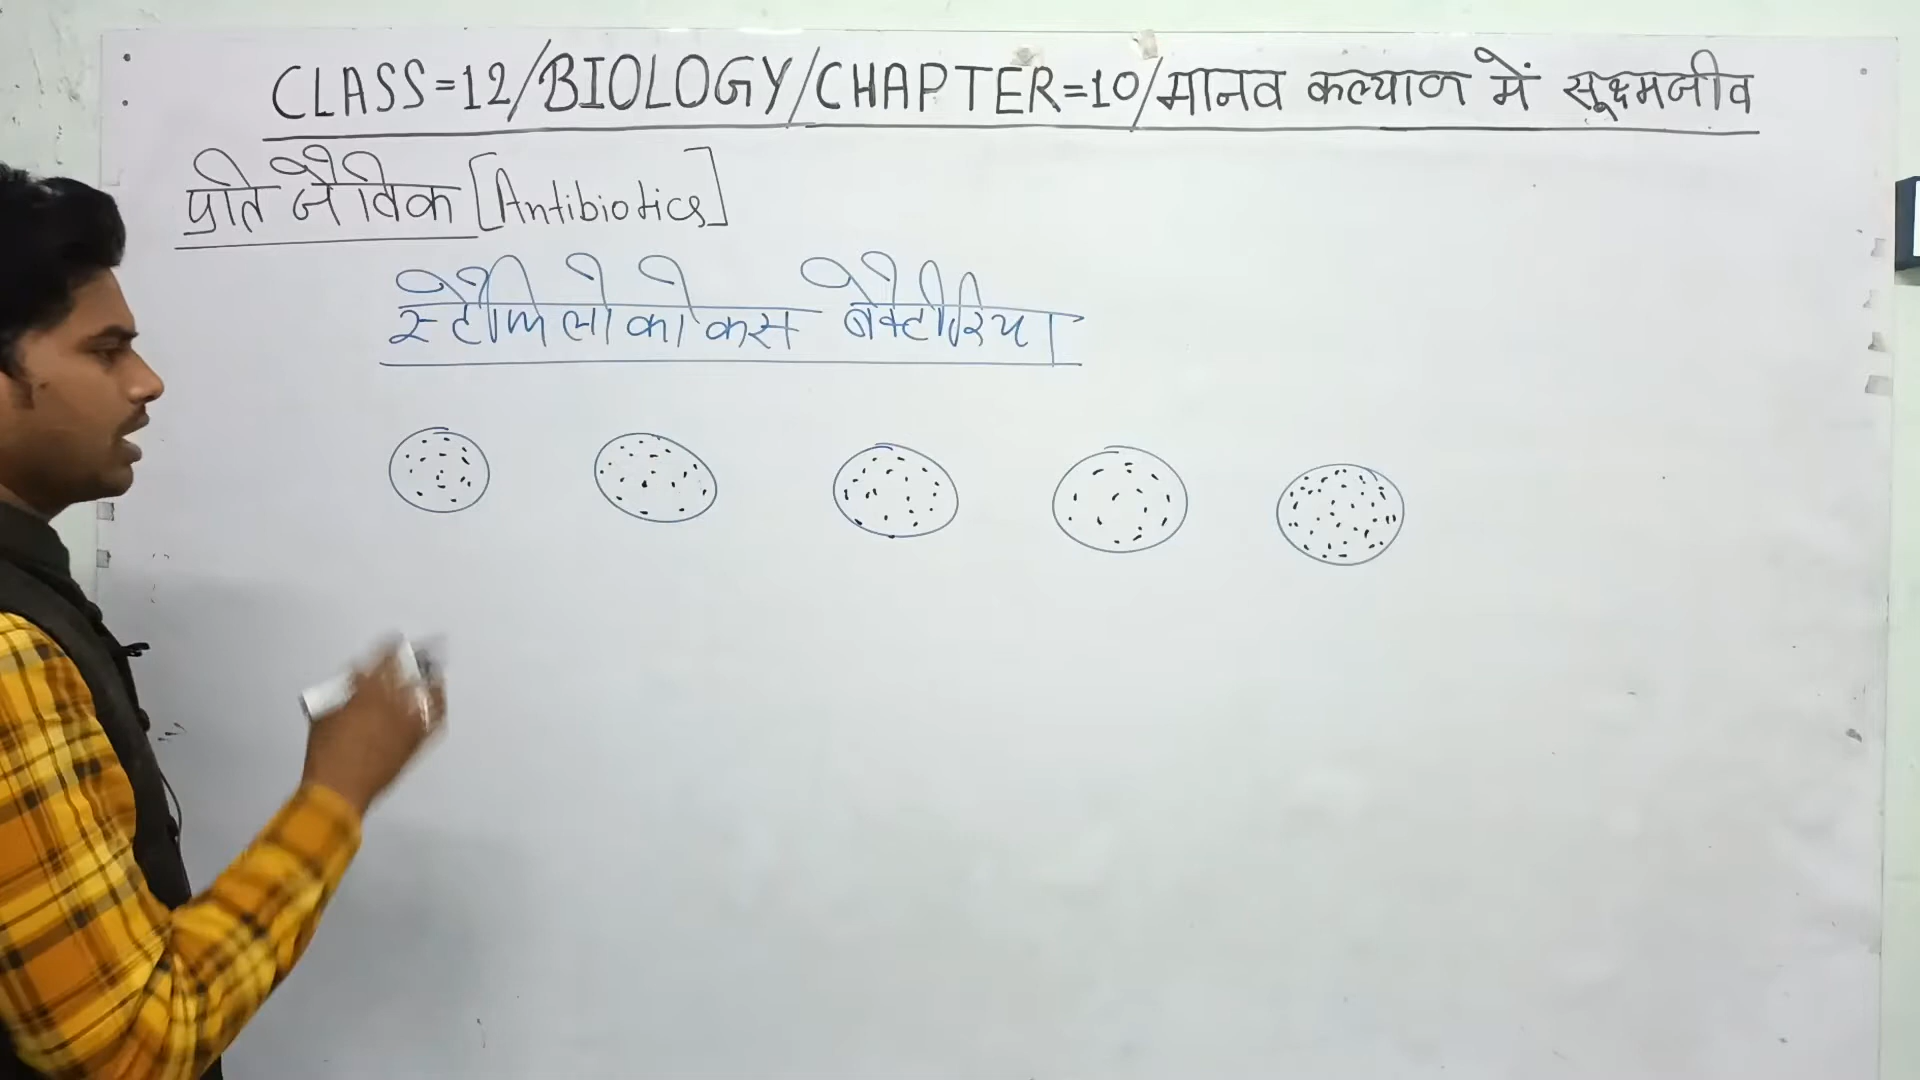 CLASS=12/BIOLOGY/CHAPTER=10/मानव कल्याण में सूक्ष्मजीव
प्रति जैविक [Antibiotics]
स्टैफिलोकोकस बैक्टीरिया